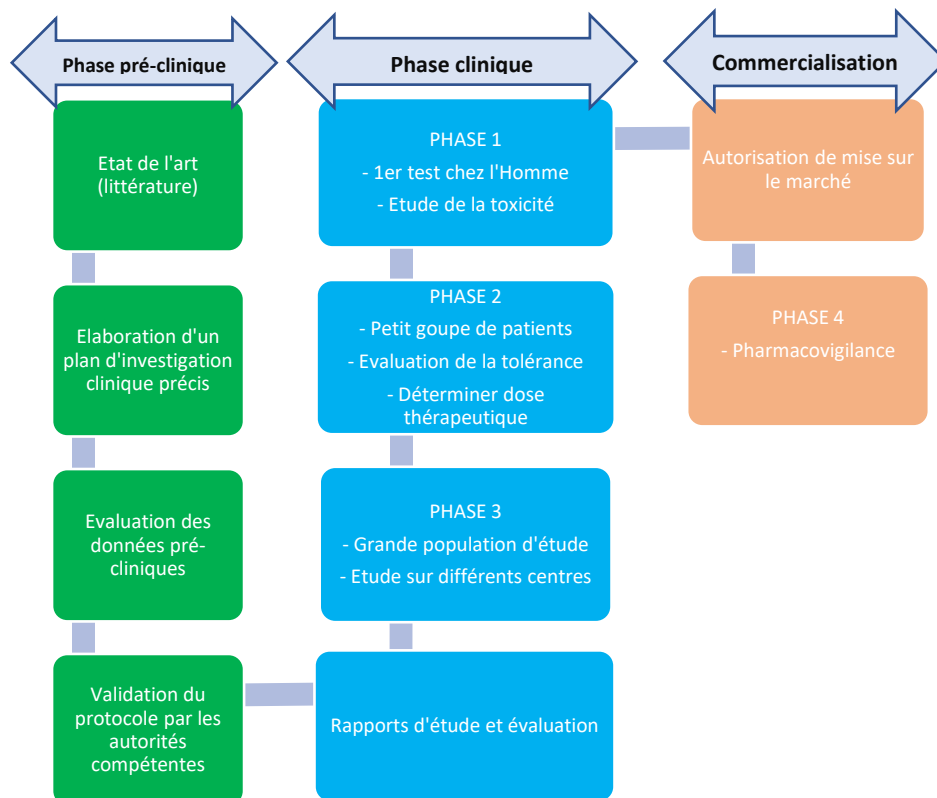 Phase pré-clinique
Phase clinique
Commercialisation
Etat de l'art
(littérature)
Elaboration d'un
plan d'investigation
clinique précis
Evaluation des
données pré-
cliniques
Validation du
protocole par les
autorités
compétentes
PHASE 1
- 1er test chez l'Homme
- Etude de la toxicité
PHASE 2
- Petit goupe de patients
- Evaluation de la tolérance
- Déterminer dose
thérapeutique
PHASE 3
- Grande population d'étude
- Etude sur différents centres
Rapports d'étude et évaluation
Autorisation de mise sur
le marché
PHASE 4
- Pharmacovigilance